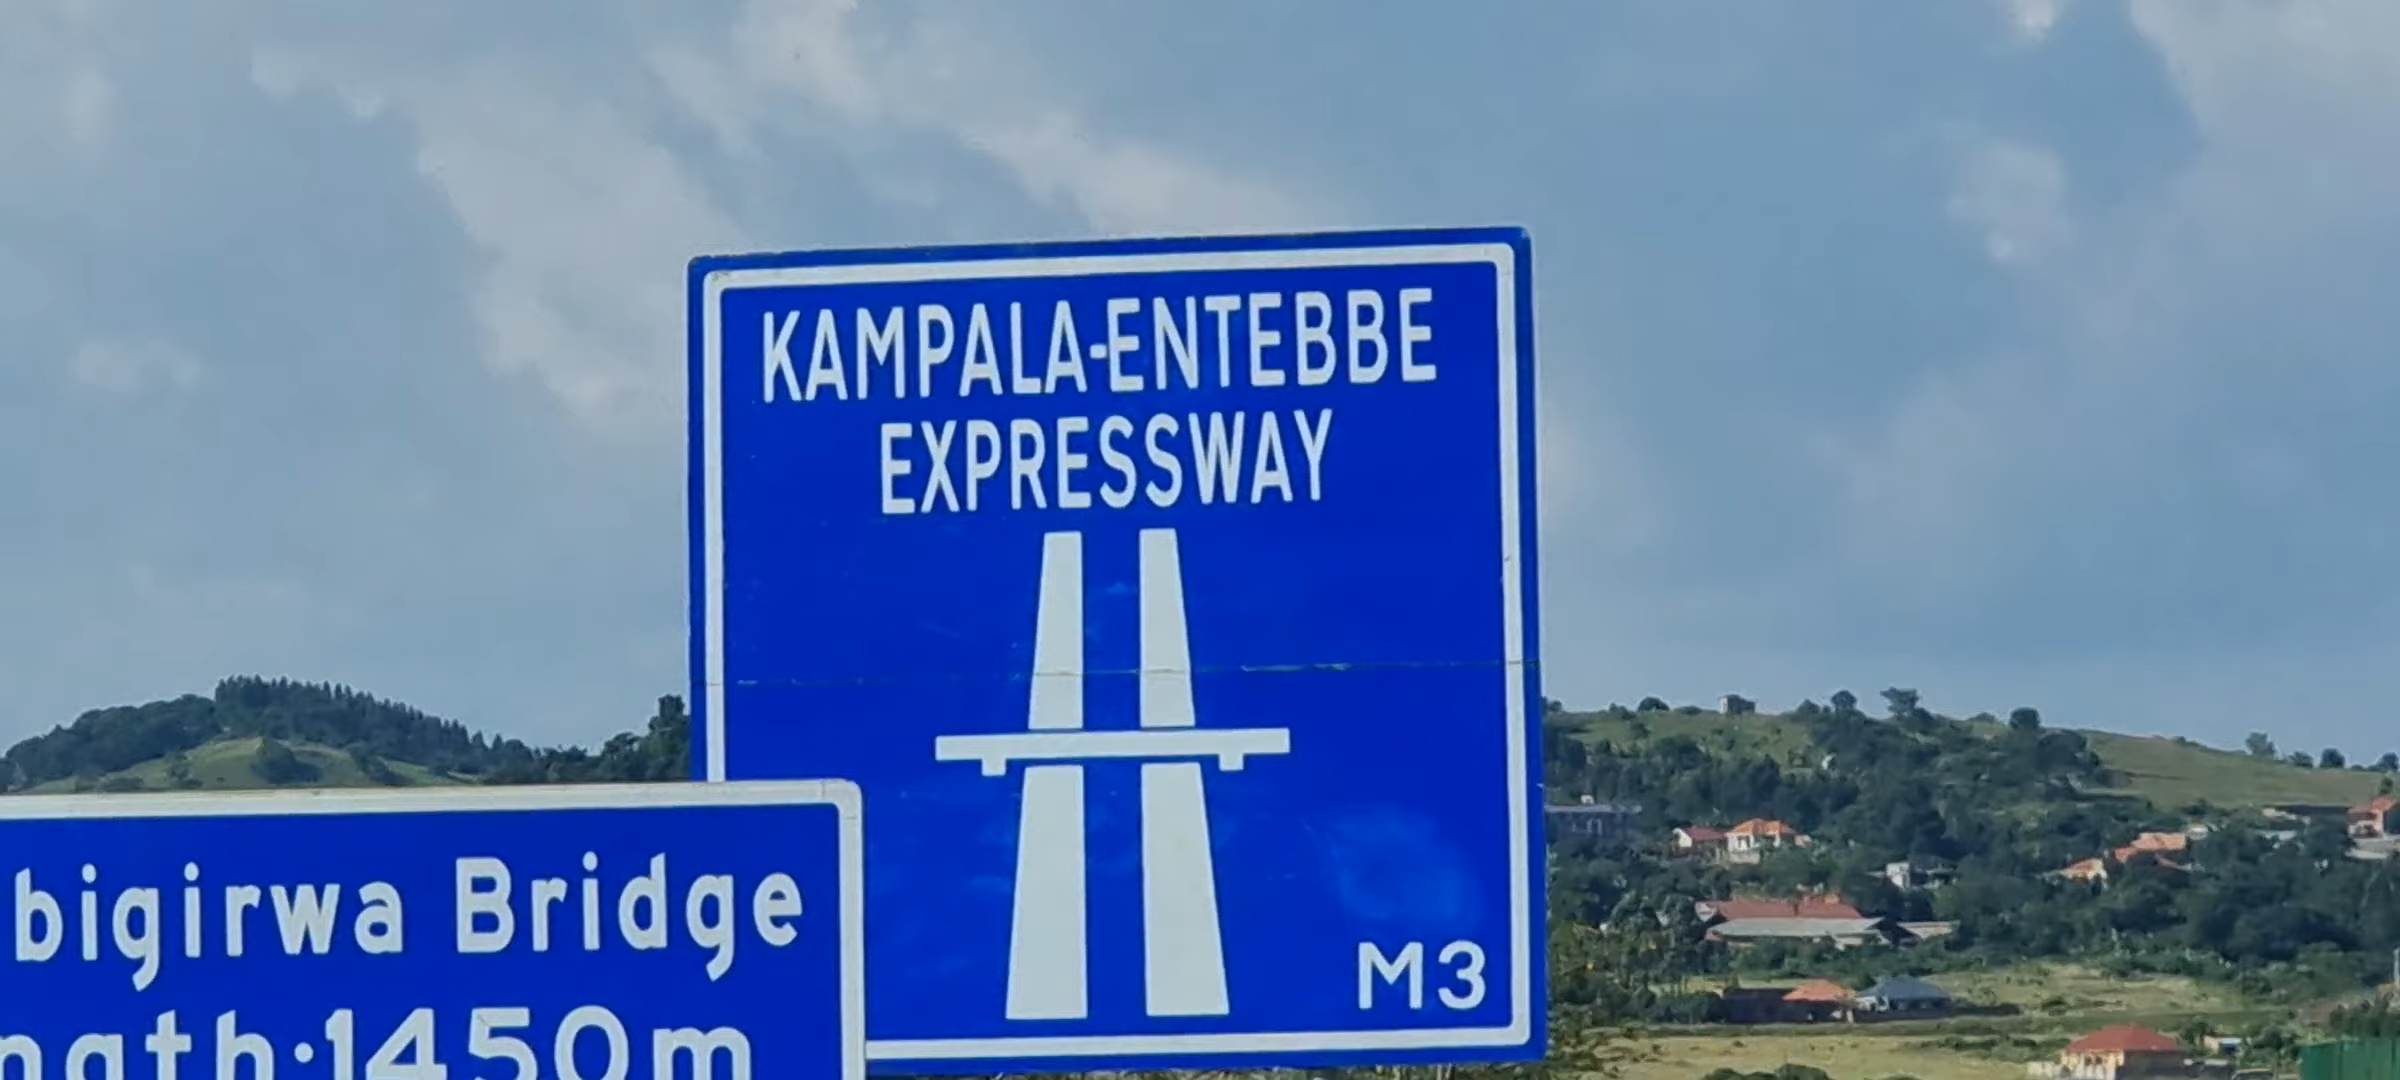 KAMPALA-ENTEBBE
EXPRESSWAY
M3
bigirwa Bridge
ngth:1450m